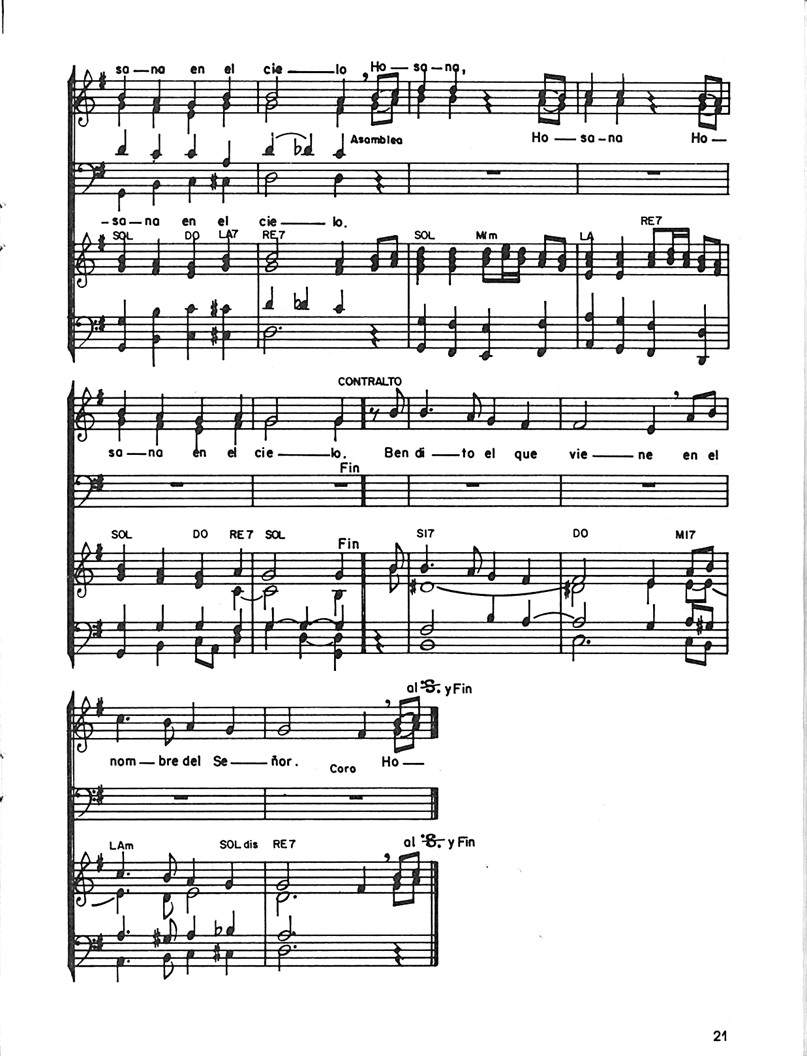 sa—na en el cie——lo Ho—sa—na,
Asamblea Ho—sa—na Ho—
-sa—na en el cie—lo.
SOL DO LA7 RE7 SOL Mim LA RE7
CONTRALTO
sa—na en el cie——lo. Ben di—to el que vie—ne en el
Fin
SOL DO RE7 SOL Fin SI7 DO MI7
al 𝄋. y Fin
nom—bre del Se—ñor. Coro Ho—
LAm SOL dis RE7 al 𝄋. y Fin
21